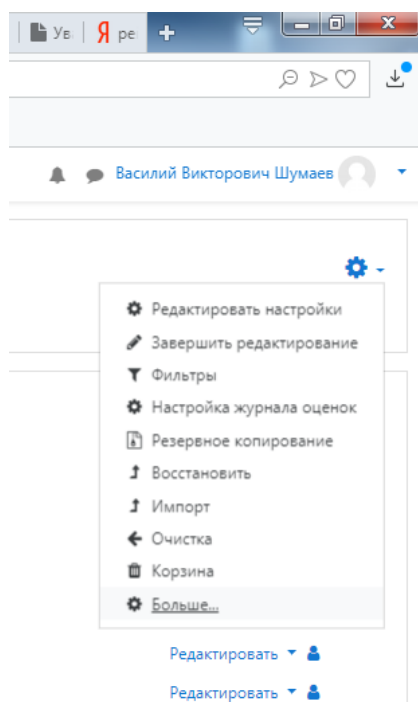 Ув
Я ре
Василий Викторович Шумаев
Редактировать настройки
Завершить редактирование
Фильтры
Настройка журнала оценок
Резервное копирование
Восстановить
Импорт
Очистка
Корзина
Больше...
Редактировать
Редактировать